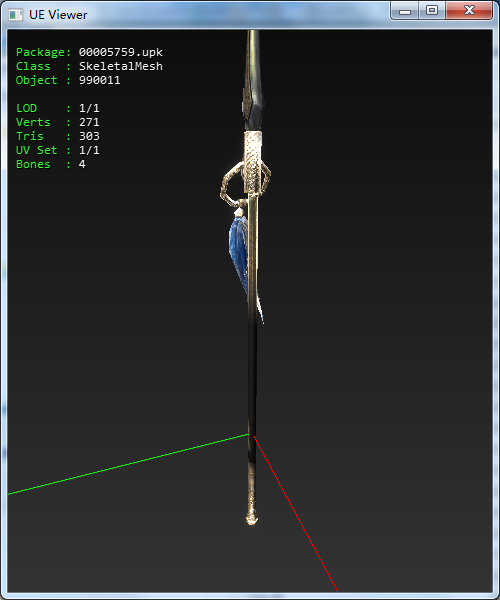 UE Viewer
Package: 00005759.upk
Class : SkeletalMesh
Object : 990011
LOD : 1/1
Verts : 271
Tris : 303
UV Set : 1/1
Bones : 4